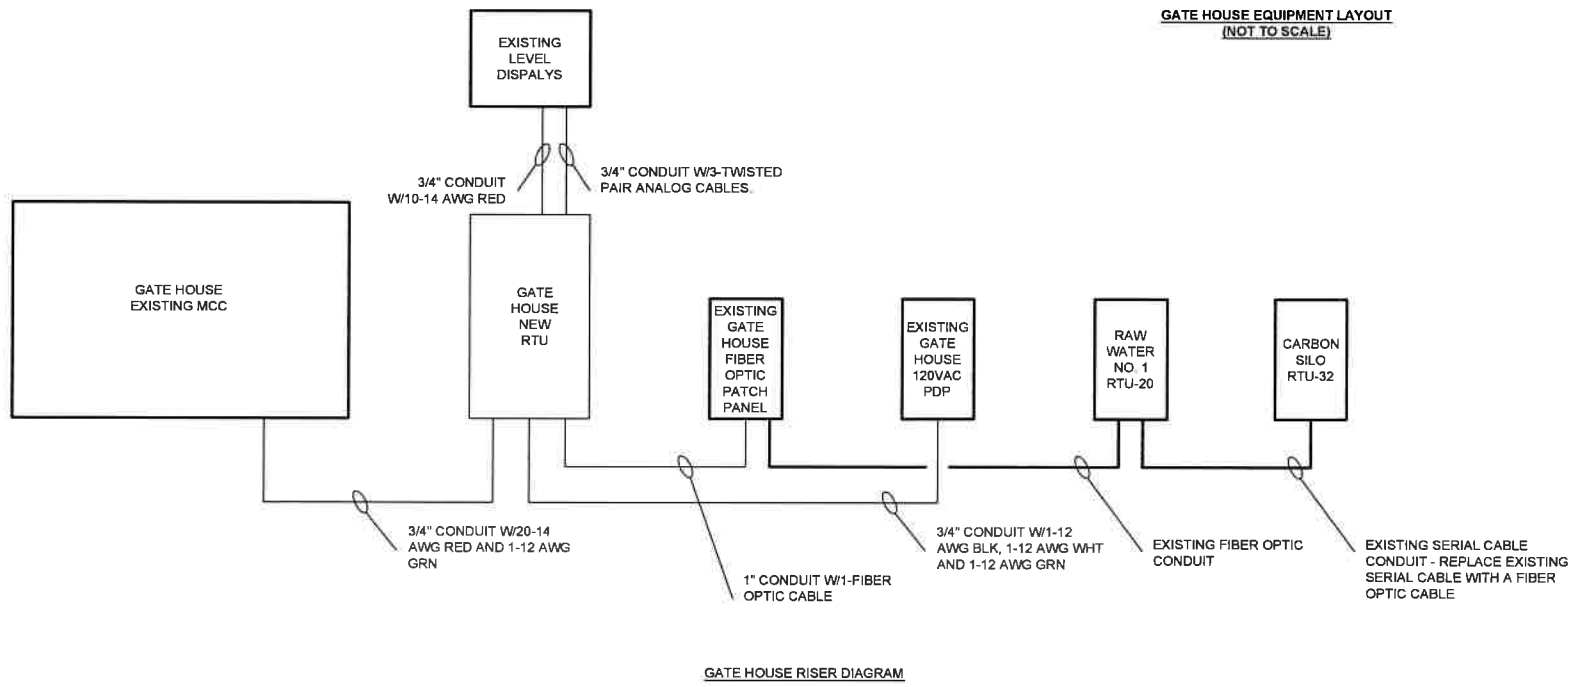 GATE HOUSE EQUIPMENT LAYOUT
(NOT TO SCALE)
EXISTING
LEVEL
DISPALYS
3/4" CONDUIT
W/10-14 AWG RED
3/4" CONDUIT W/3-TWISTED
PAIR ANALOG CABLES.
GATE HOUSE
EXISTING MCC
GATE
HOUSE
NEW
RTU
EXISTING
GATE
HOUSE
FIBER
OPTIC
PATCH
PANEL
EXISTING
GATE
HOUSE
120VAC
PDP
RAW
WATER
NO. 1
RTU-20
CARBON
SILO
RTU-32
3/4" CONDUIT W/20-14
AWG RED AND 1-12 AWG
GRN
1" CONDUIT W/1-FIBER
OPTIC CABLE
3/4" CONDUIT W/1-12
AWG BLK, 1-12 AWG WHT
AND 1-12 AWG GRN
EXISTING FIBER OPTIC
CONDUIT
EXISTING SERIAL CABLE
CONDUIT - REPLACE EXISTING
SERIAL CABLE WITH A FIBER
OPTIC CABLE
GATE HOUSE RISER DIAGRAM